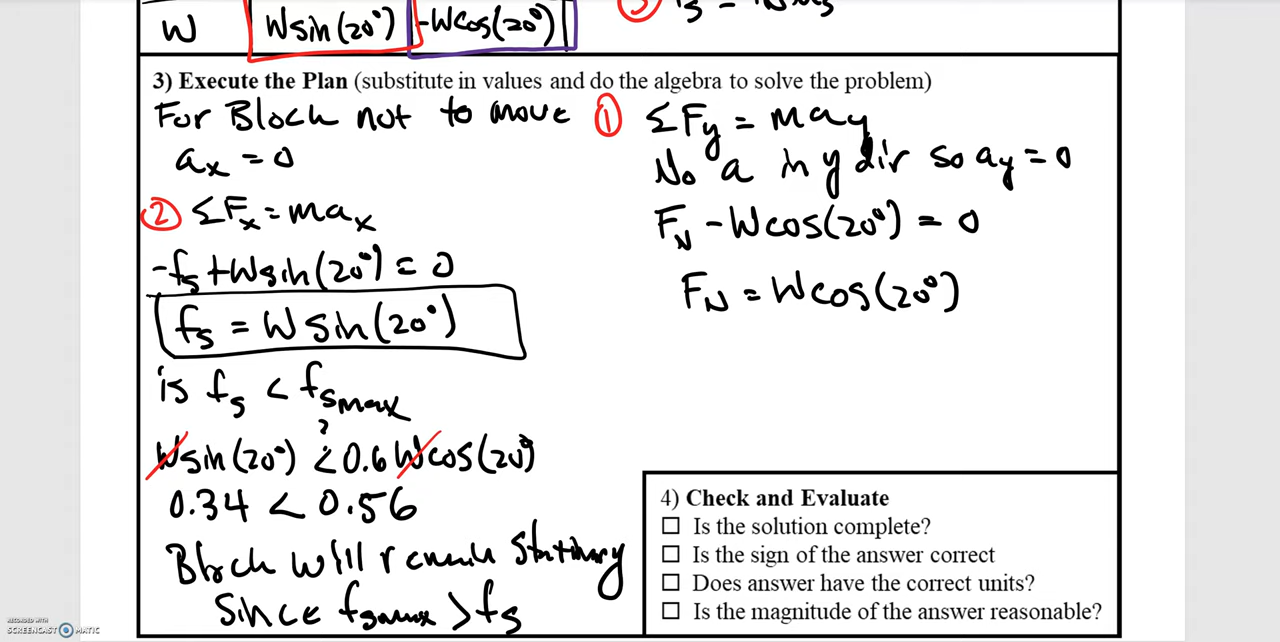 W Wsin(20°) -Wcos(20°)
3) Execute the Plan (substitute in values and do the algebra to solve the problem)
For Block not to move
ax = 0
② ΣFx = max
-fs + Wsin(20°) = 0
fs = W sin(20°)
is fs < fsmax
Wsin(20°) <? 0.6 Wcos(20°)
0.34 < 0.56
Block will remain stationary
Since fsmax > fs
① ΣFy = may
No a in y dir so ay = 0
FN - Wcos(20°) = 0
FN = Wcos(20°)
4) Check and Evaluate
☐ Is the solution complete?
☐ Is the sign of the answer correct
☐ Does answer have the correct units?
☐ Is the magnitude of the answer reasonable?
RECORDED WITH
SCREENCAST MATIC